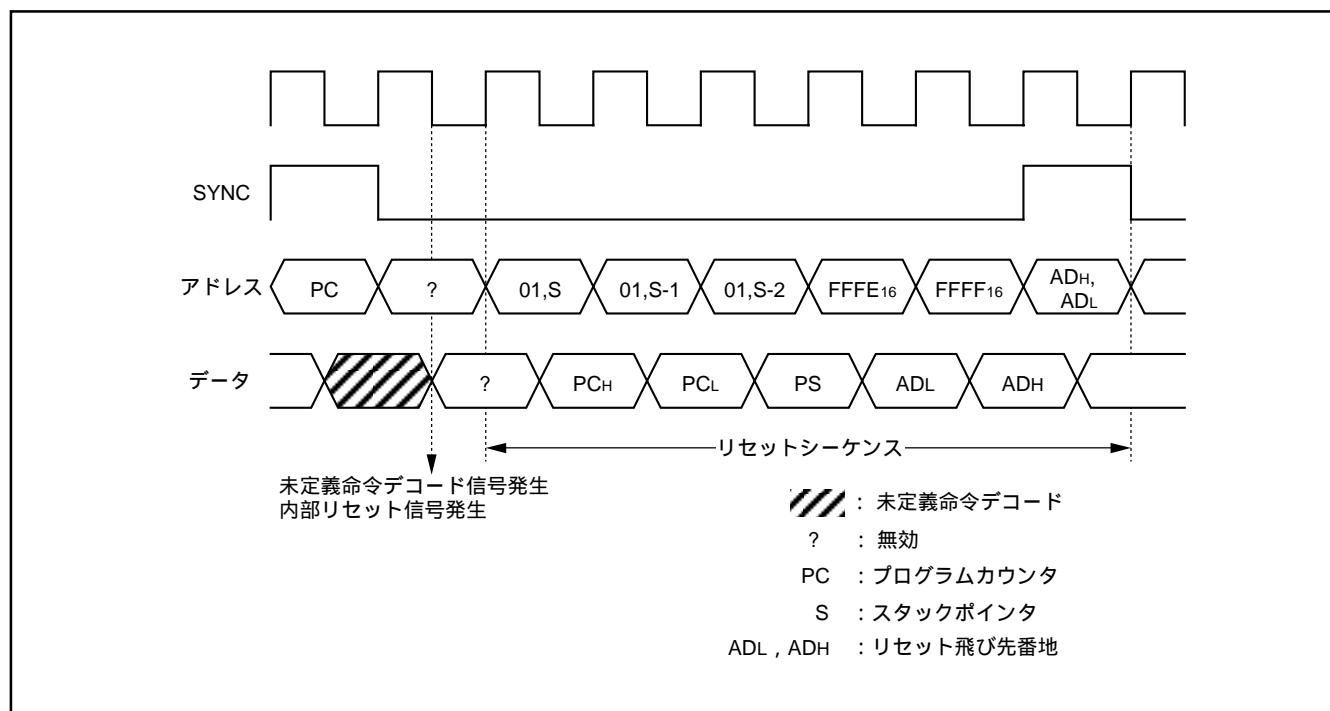 SYNC
アドレス PC ? 01,S 01,S-1 01,S-2 FFFE16 FFFF16 ADH,
ADL
データ ? PCH PCL PS ADL ADH
リセットシーケンス
未定義命令デコード信号発生
内部リセット信号発生
: 未定義命令デコード
? : 無効
PC : プログラムカウンタ
S : スタックポインタ
ADL , ADH : リセット飛び先番地